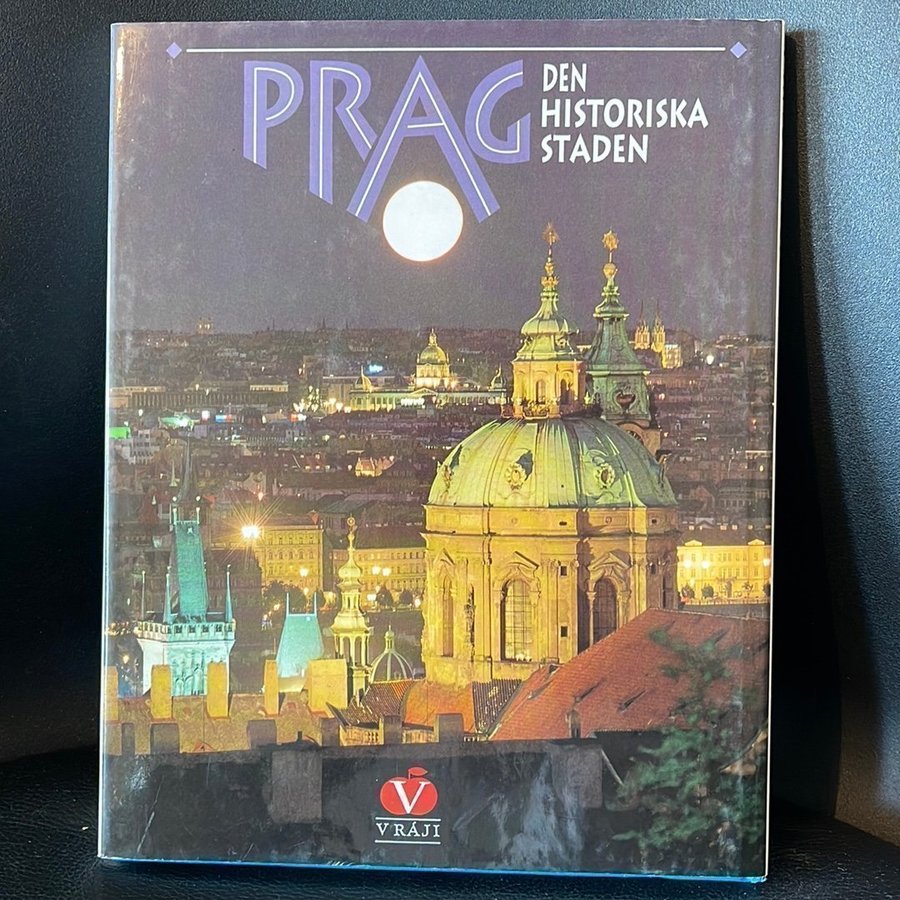 PRAG
DEN
HISTORISKA
STADEN
V
V RÁJI